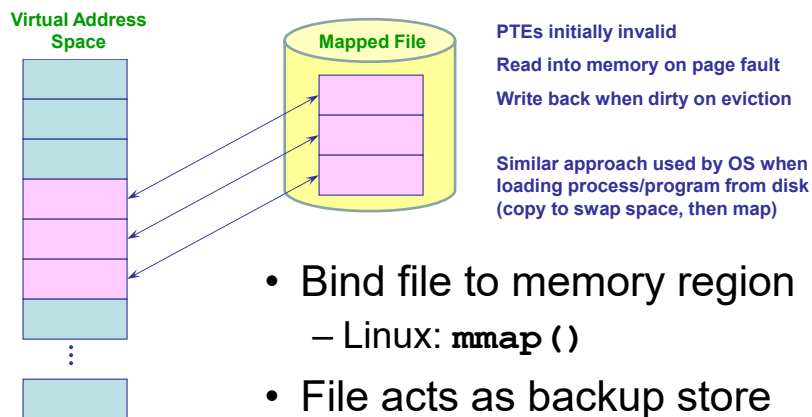 Virtual Address
Space
Mapped File
PTEs initially invalid
Read into memory on page fault
Write back when dirty on eviction
Similar approach used by OS when
loading process/program from disk
(copy to swap space, then map)
• Bind file to memory region
– Linux: mmap()
• File acts as backup store